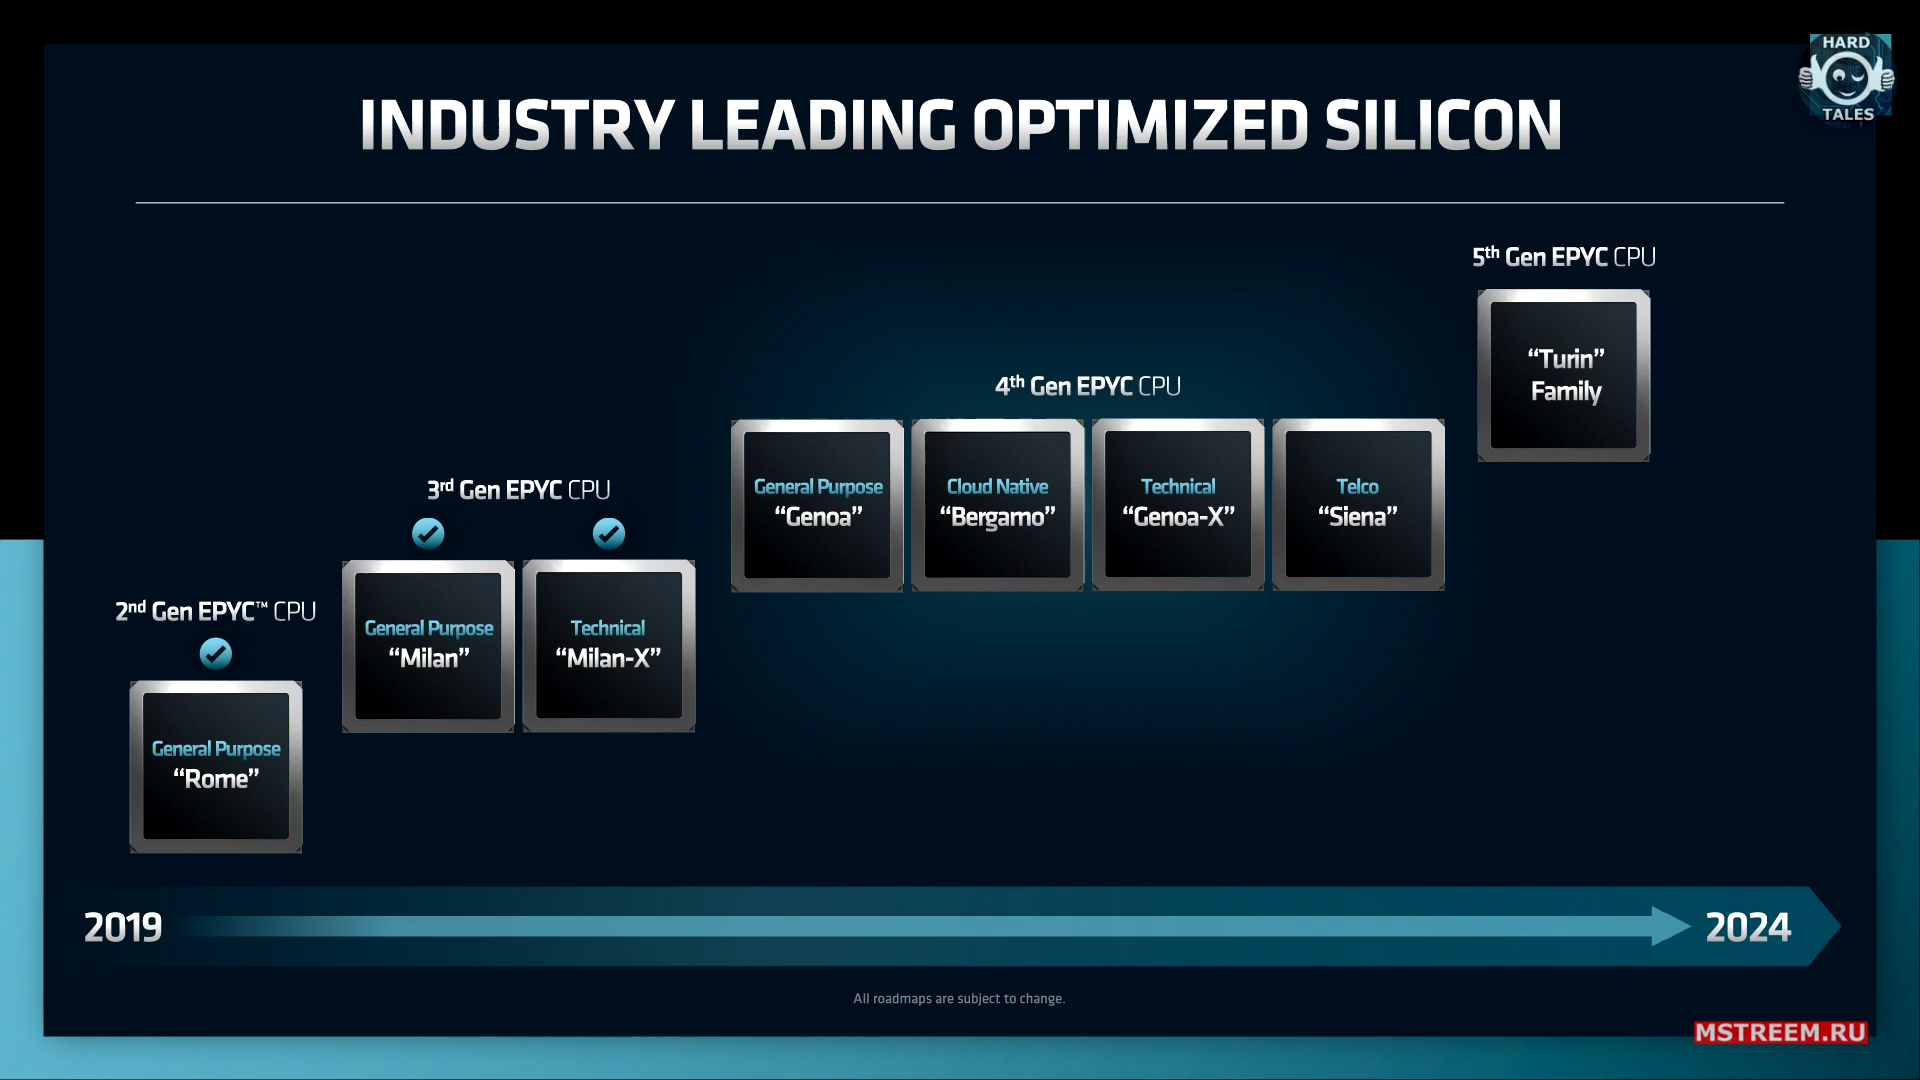 HARD
TALES
INDUSTRY LEADING OPTIMIZED SILICON
5th Gen EPYC CPU
“Turin”
Family
4th Gen EPYC CPU
General Purpose
“Genoa”
Cloud Native
“Bergamo”
Technical
“Genoa-X”
Telco
“Siena”
3rd Gen EPYC CPU
General Purpose
“Milan”
Technical
“Milan-X”
2nd Gen EPYC™ CPU
General Purpose
“Rome”
2019
2024
All roadmaps are subject to change.
MSTREEM.RU